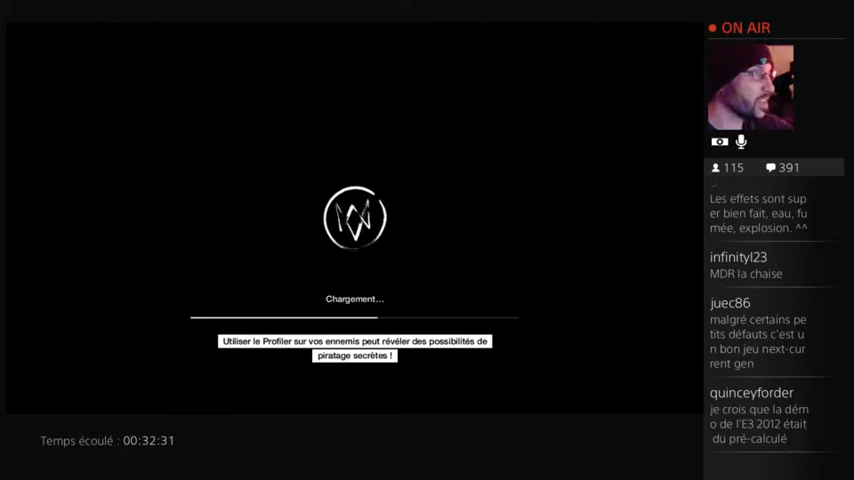 ON AIR
115 391
Les effets sont sup
er bien fait, eau, fu
mée, explosion. ^^
infinityl23
MDR la chaise
juec86
malgré certains pe
tits défauts c'est u
n bon jeu next-cur
rent gen
quinceyforder
je crois que la dém
o de l'E3 2012 était
du pré-calculé
Chargement...
Utiliser le Profiler sur vos ennemis peut révéler des possibilités de
piratage secrètes !
Temps écoulé : 00:32:31